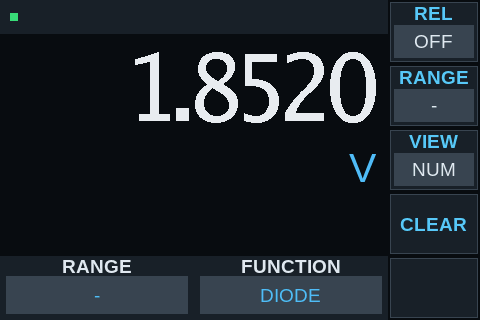 1.8520
V
REL
OFF
RANGE
-
VIEW
NUM
CLEAR
RANGE
-
FUNCTION
DIODE